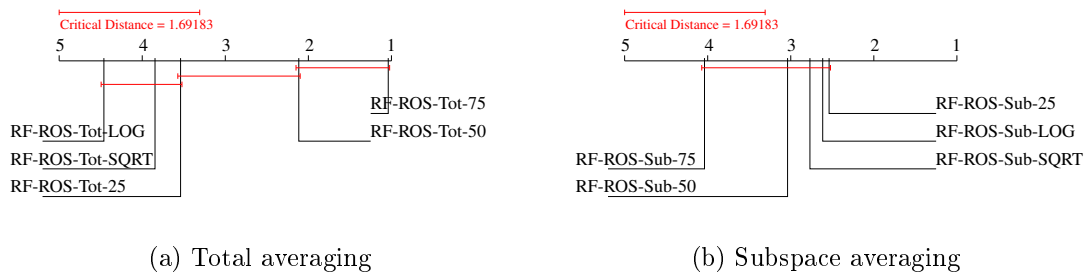 Critical Distance = 1.69183
5 4 3 2 1
RF-ROS-Tot-75
RF-ROS-Tot-LOG RF-ROS-Tot-50
RF-ROS-Tot-SQRT
RF-ROS-Tot-25
(a) Total averaging
Critical Distance = 1.69183
5 4 3 2 1
RF-ROS-Sub-25
RF-ROS-Sub-LOG
RF-ROS-Sub-75 RF-ROS-Sub-SQRT
RF-ROS-Sub-50
(b) Subspace averaging